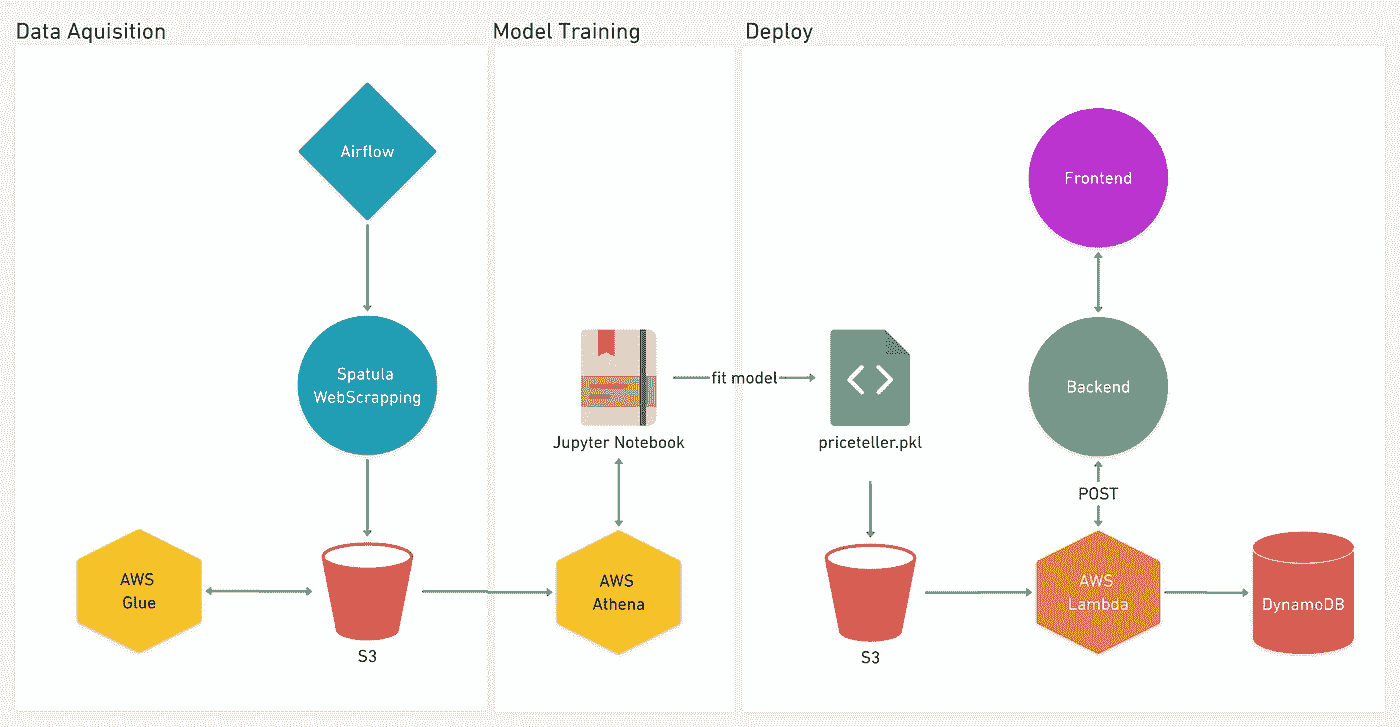 Data Aquisition
Model Training
Deploy
Airflow
Frontend
Spatula
WebScrapping
fit model
Backend
Jupyter Notebook
priceteller.pkl
POST
AWS
Glue
S3
AWS
Athena
S3
AWS
Lambda
DynamoDB